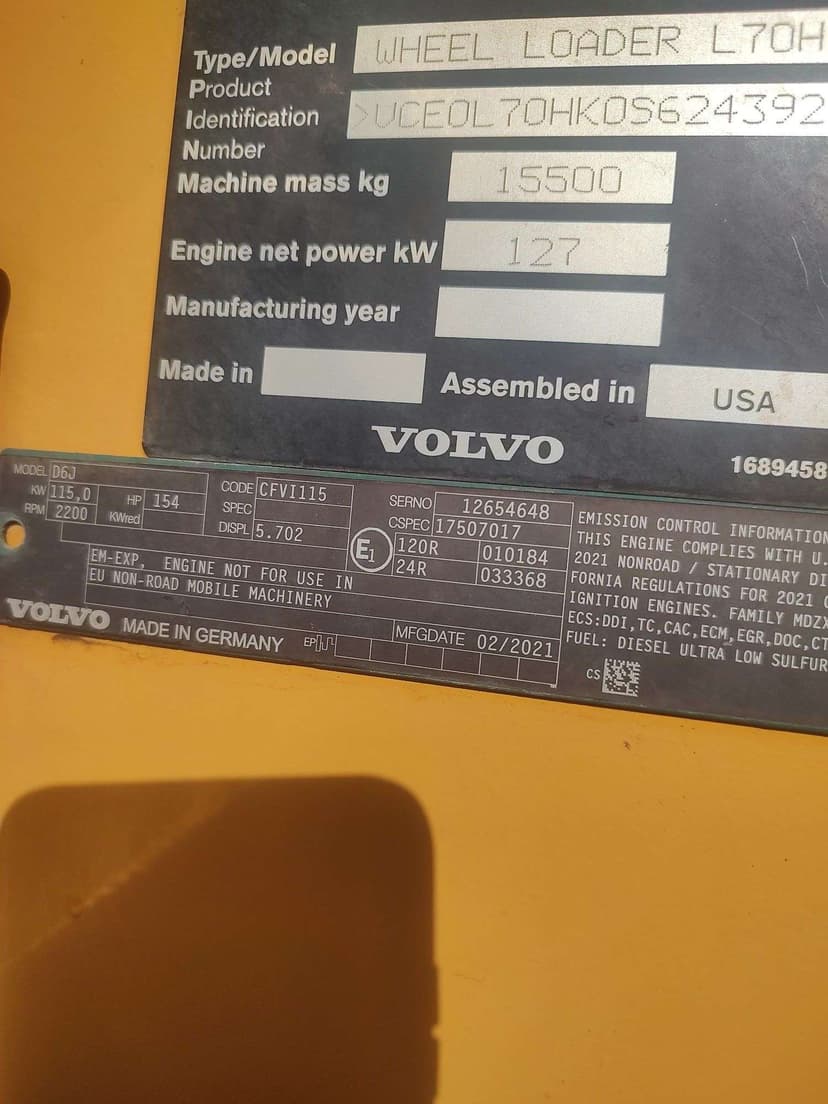 Type/Model WHEEL LOADER L70H
Product
Identification
Number
>VCE0L70HK0S624392
Machine mass kg 15500
Engine net power kW 127
Manufacturing year
Made in
Assembled in USA
VOLVO
1689458
MODEL D6J
KW 115,0 HP 154
RPM 2200 KWred
CODE CFVI115
SPEC
DISPL 5.702
SERNO 12654648
CSPEC 17507017
E1 120R 010184
24R 033368
EM-EXP, ENGINE NOT FOR USE IN
EU NON-ROAD MOBILE MACHINERY
VOLVO MADE IN GERMANY
EP
MFGDATE 02/2021
EMISSION CONTROL INFORMATION
THIS ENGINE COMPLIES WITH U.
2021 NONROAD / STATIONARY DI
FORNIA REGULATIONS FOR 2021
IGNITION ENGINES. FAMILY MDZX
ECS:DDI,TC,CAC,ECM,EGR,DOC,CT
FUEL: DIESEL ULTRA LOW SULFUR
CS